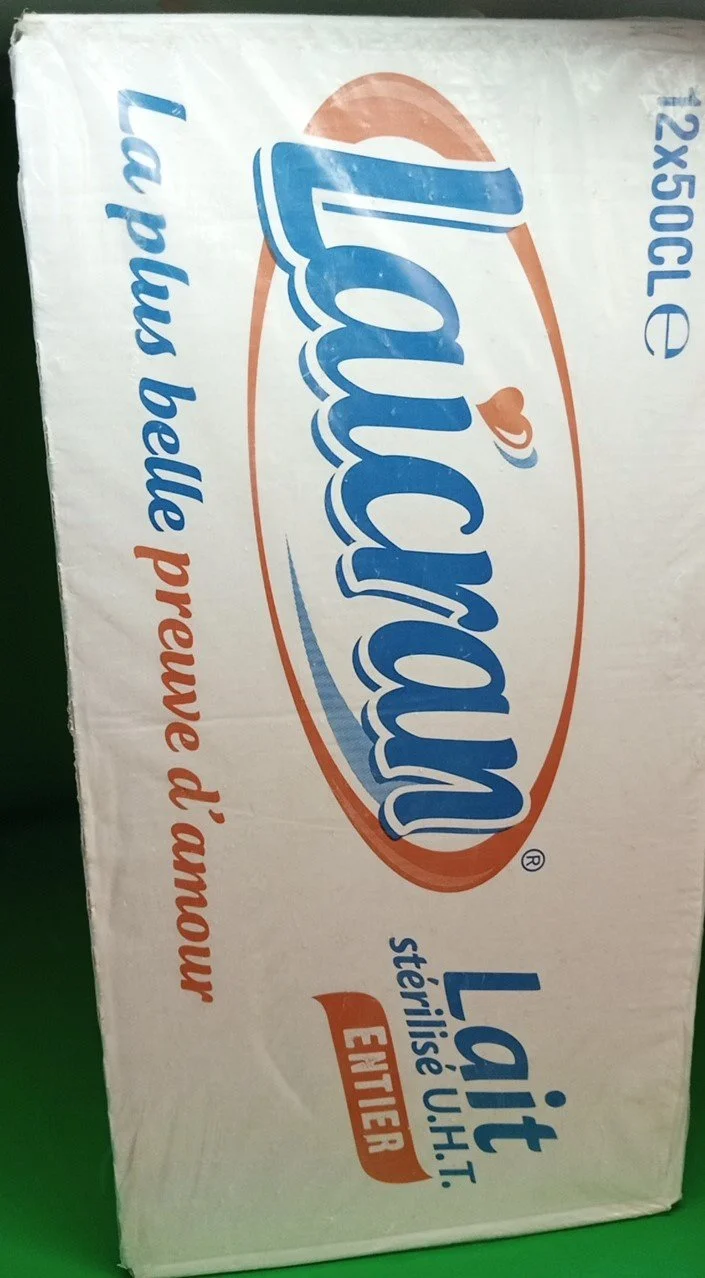 12x50CL e
Laicran®
Lait
stérilisé U.H.T.
ENTIER
La plus belle preuve d'amour